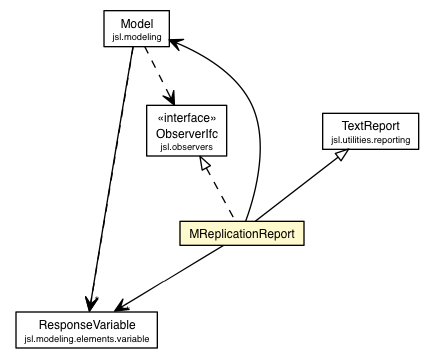 Model
jsl.modeling
«interface»
ObserverIfc
jsl.observers
TextReport
jsl.utilities.reporting
MReplicationReport
ResponseVariable
jsl.modeling.elements.variable